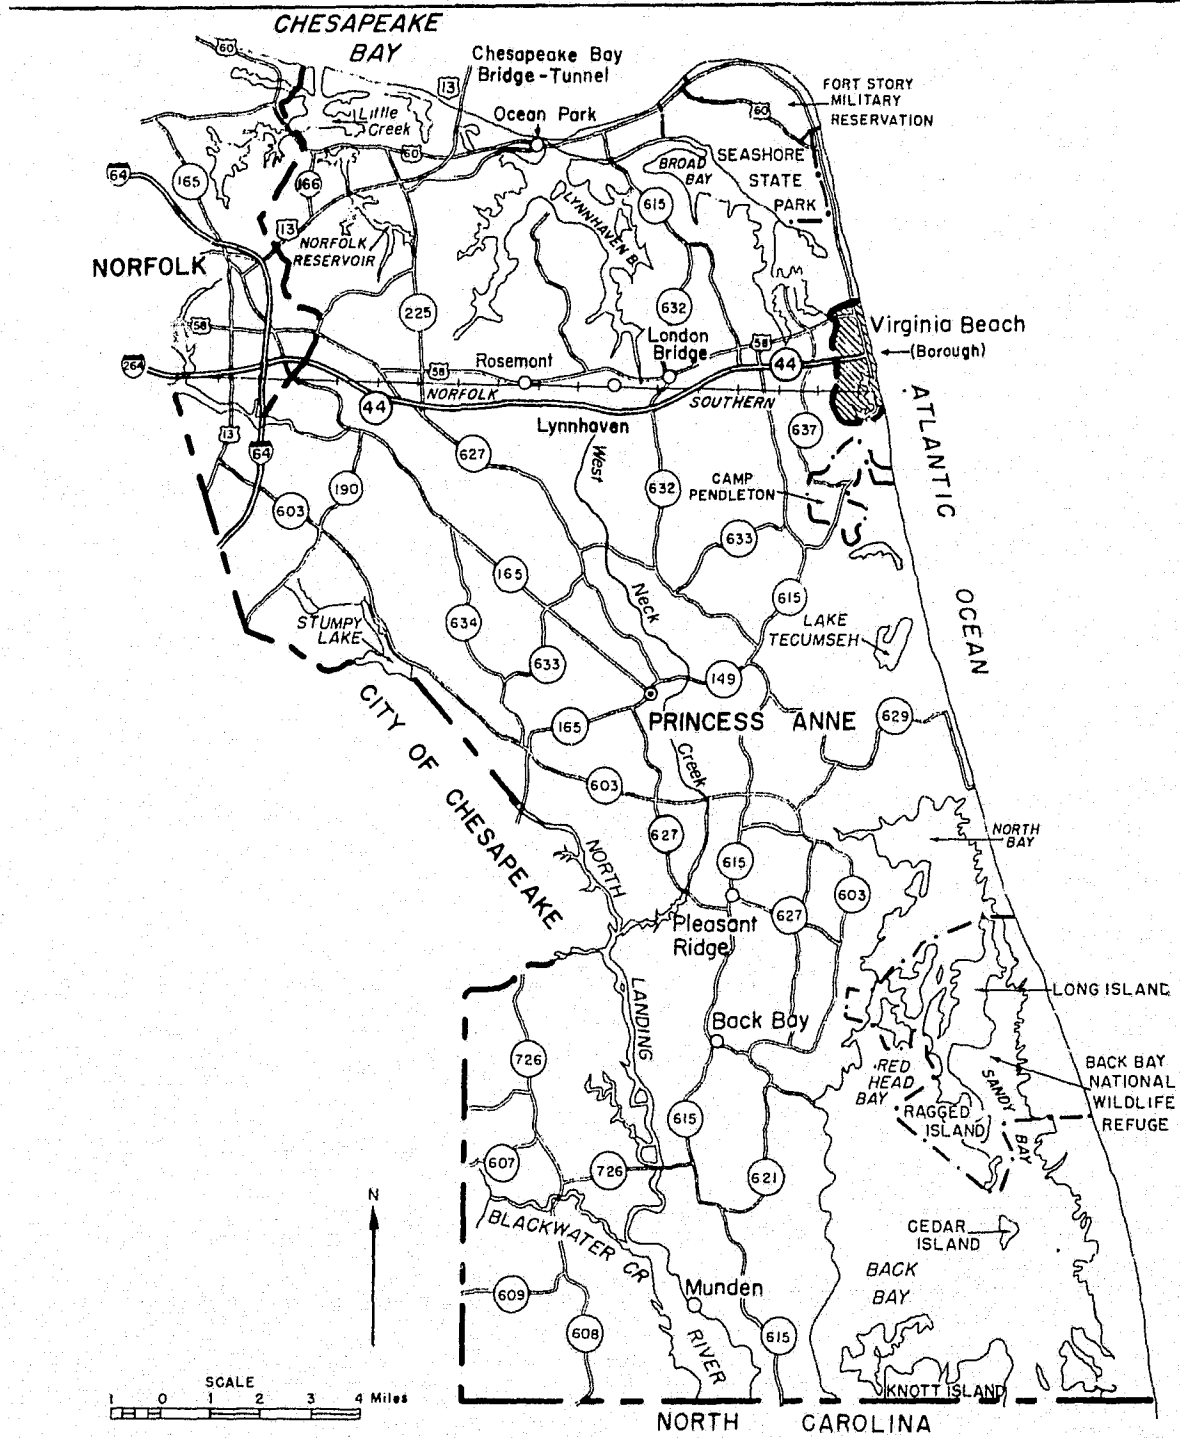 CHESAPEAKE
BAY
60
Chesapeake Bay
Bridge-Tunnel
13
Ocean Park
FORT STORY
MILITARY
RESERVATION
60
Little
Creek
60
BROAD
BAY
SEASHORE
STATE
PARK
64
165
166
615
LYNNHAVEN B.
13
NORFOLK
RESERVOIR
NORFOLK
225
632
58
London
Bridge
58
Virginia Beach
(Borough)
264
Rosemont
58
44
NORFOLK
SOUTHERN
44
Lynnhaven
ATLANTIC
OCEAN
13
64
627
637
West
Neck
Creek
190
632
CAMP
PENDLETON
603
633
165
615
634
STUMPY
LAKE
LAKE
TECUMSEH
633
149
CITY OF CHESAPEAKE
165
PRINCESS ANNE
629
603
NORTH
LANDING
RIVER
627
615
NORTH
BAY
603
Pleasant
Ridge
627
LONG ISLAND
Back Bay
726
RED
HEAD
BAY
SANDY
BAY
BACK BAY
NATIONAL
WILDLIFE
REFUGE
RAGGED
ISLAND
615
607
726
621
N
BLACKWATER CR
CEDAR
ISLAND
BACK
BAY
609
Munden
608
615
KNOTT ISLAND
SCALE
1 0 1 2 3 4 Miles
NORTH CAROLINA